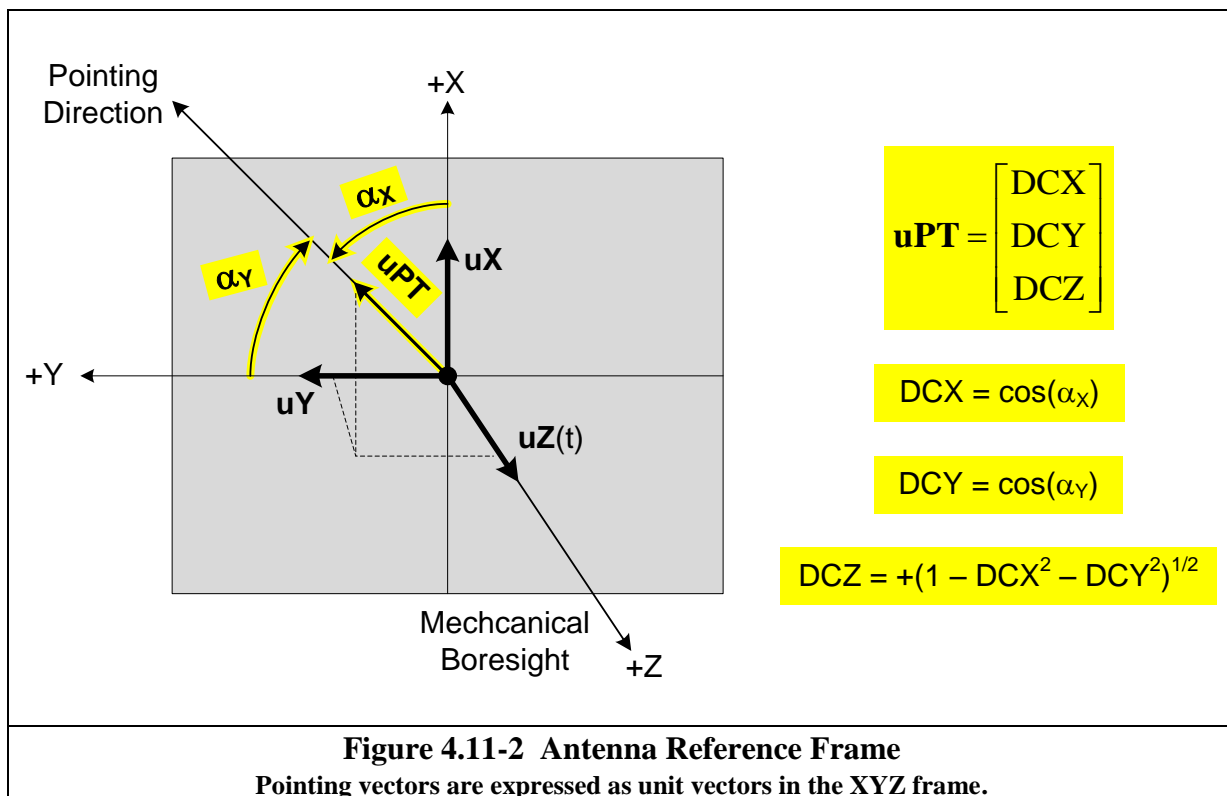 Pointing
Direction
+X
αX
αY
uPT
uX
+Y
uY
uZ(t)
Mechcanical
Boresight
+Z
uPT = [DCX
DCY
DCZ]
DCX = cos(αX)
DCY = cos(αY)
DCZ = +(1 – DCX² – DCY²)^1/2
Figure 4.11-2 Antenna Reference Frame
Pointing vectors are expressed as unit vectors in the XYZ frame.